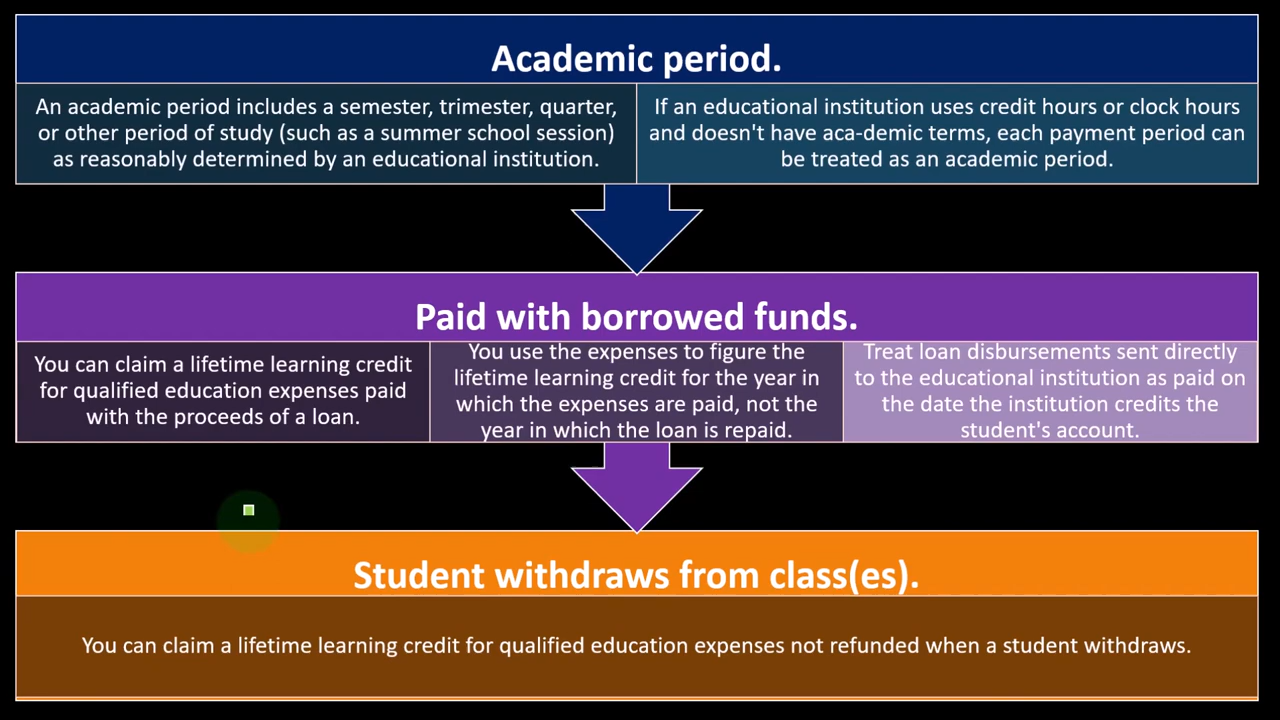 Academic period.
An academic period includes a semester, trimester, quarter,
or other period of study (such as a summer school session)
as reasonably determined by an educational institution.
If an educational institution uses credit hours or clock hours
and doesn't have aca-demic terms, each payment period can
be treated as an academic period.
Paid with borrowed funds.
You can claim a lifetime learning credit
for qualified education expenses paid
with the proceeds of a loan.
You use the expenses to figure the
lifetime learning credit for the year in
which the expenses are paid, not the
year in which the loan is repaid.
Treat loan disbursements sent directly
to the educational institution as paid on
the date the institution credits the
student's account.
Student withdraws from class(es).
You can claim a lifetime learning credit for qualified education expenses not refunded when a student withdraws.